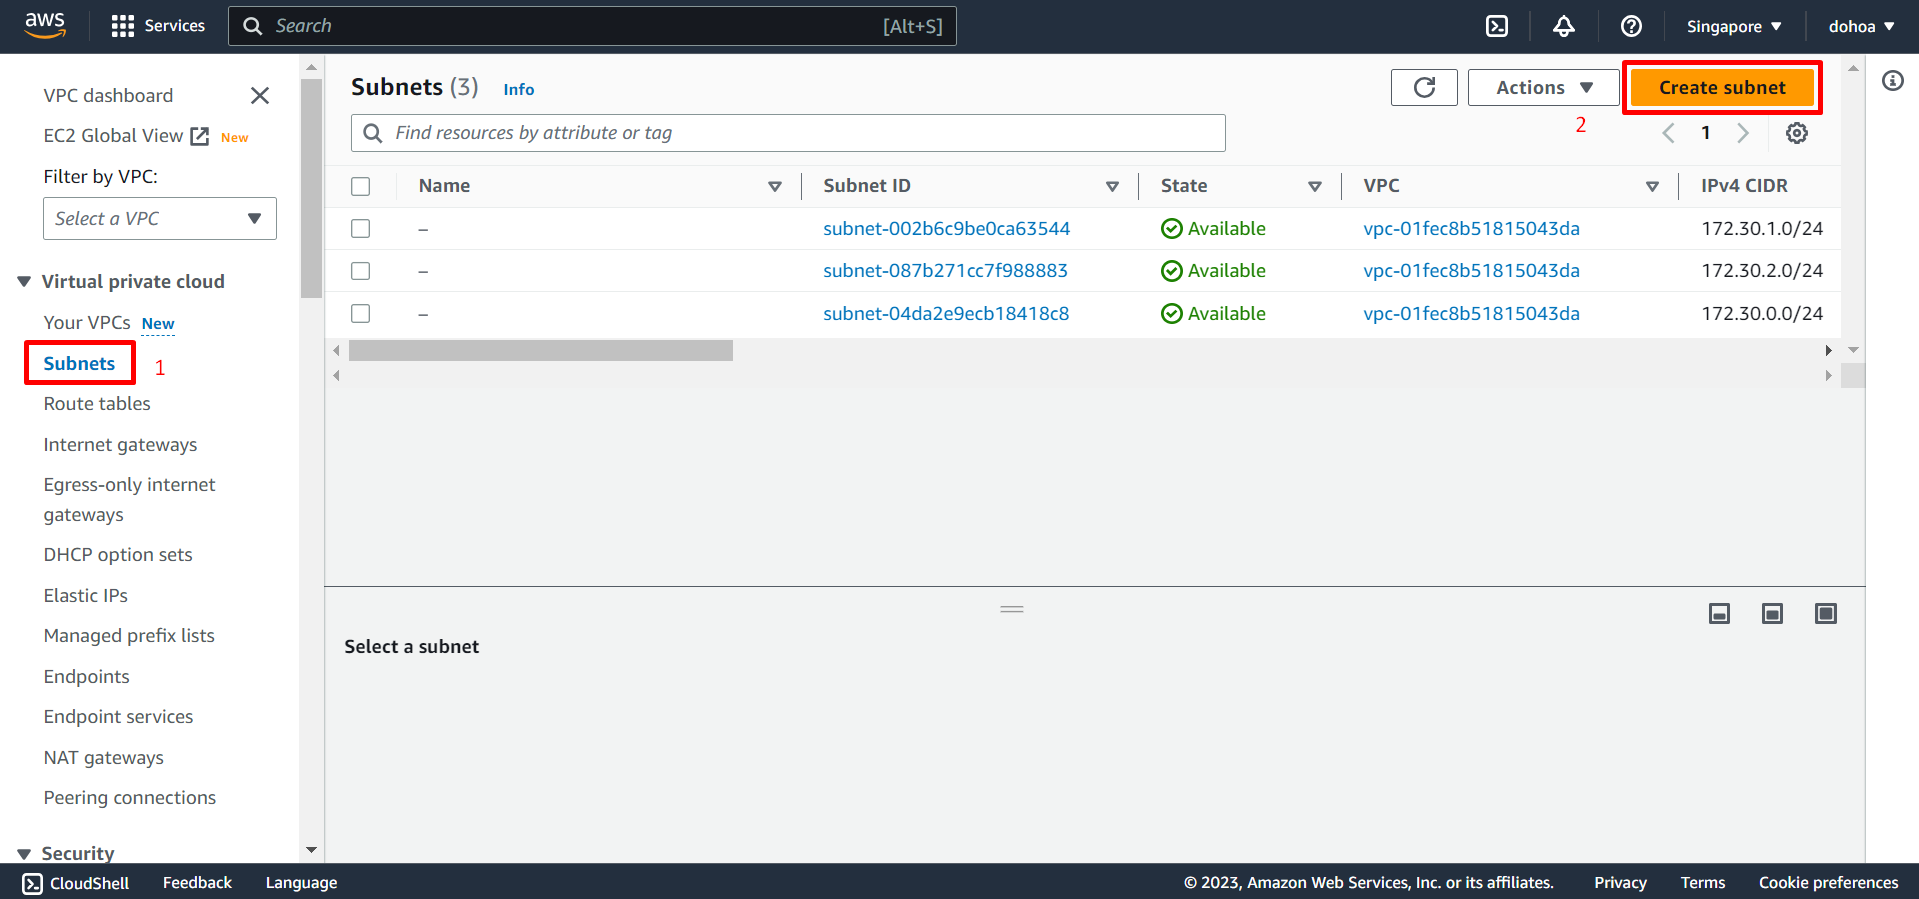 aws
Services
Search
[Alt+S]
Singapore
dohoa
VPC dashboard
EC2 Global View New
Filter by VPC:
Select a VPC
Virtual private cloud
Your VPCs New
Subnets
1
Route tables
Internet gateways
Egress-only internet
gateways
DHCP option sets
Elastic IPs
Managed prefix lists
Endpoints
Endpoint services
NAT gateways
Peering connections
Security
Subnets (3) Info
Actions
Create subnet
2
Find resources by attribute or tag
1
Name Subnet ID State VPC IPv4 CIDR
– subnet-002b6c9be0ca63544 Available vpc-01fec8b51815043da 172.30.1.0/24
– subnet-087b271cc7f988883 Available vpc-01fec8b51815043da 172.30.2.0/24
– subnet-04da2e9ecb18418c8 Available vpc-01fec8b51815043da 172.30.0.0/24
Select a subnet
CloudShell Feedback Language
© 2023, Amazon Web Services, Inc. or its affiliates. Privacy Terms Cookie preferences